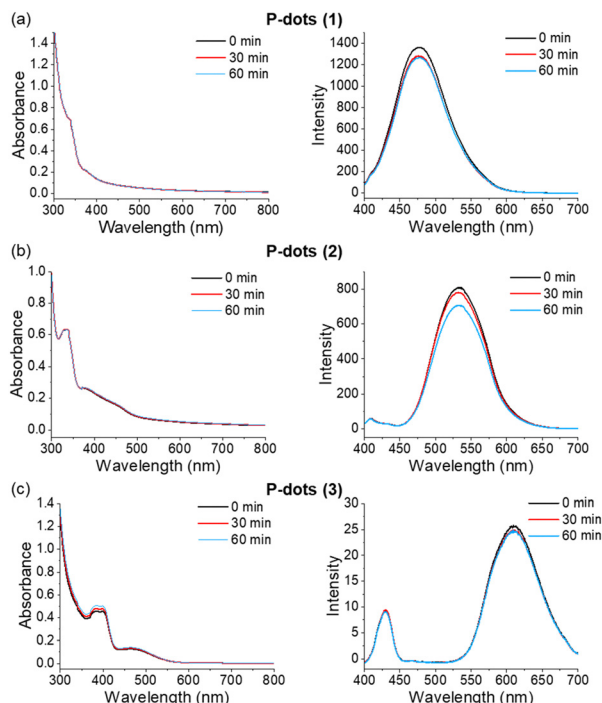 (a)
P-dots (1)
1.4
1.2
1.0
0.8
0.6
0.4
0.2
0.0
Absorbance
0 min
30 min
60 min
300 400 500 600 700 800
Wavelength (nm)
1400
1200
1000
800
600
400
200
0
Intensity
0 min
30 min
60 min
400 450 500 550 600 650 700
Wavelength (nm)
(b)
P-dots (2)
1.0
0.8
0.6
0.4
0.2
0.0
Absorbance
0 min
30 min
60 min
300 400 500 600 700 800
Wavelength (nm)
800
600
400
200
0
Intensity
0 min
30 min
60 min
400 450 500 550 600 650 700
Wavelength (nm)
(c)
P-dots (3)
1.4
1.2
1.0
0.8
0.6
0.4
0.2
0.0
Absorbance
0 min
30 min
60 min
300 400 500 600 700 800
Wavelength (nm)
30
25
20
15
10
5
0
Intensity
0 min
30 min
60 min
400 450 500 550 600 650 700
Wavelength (nm)